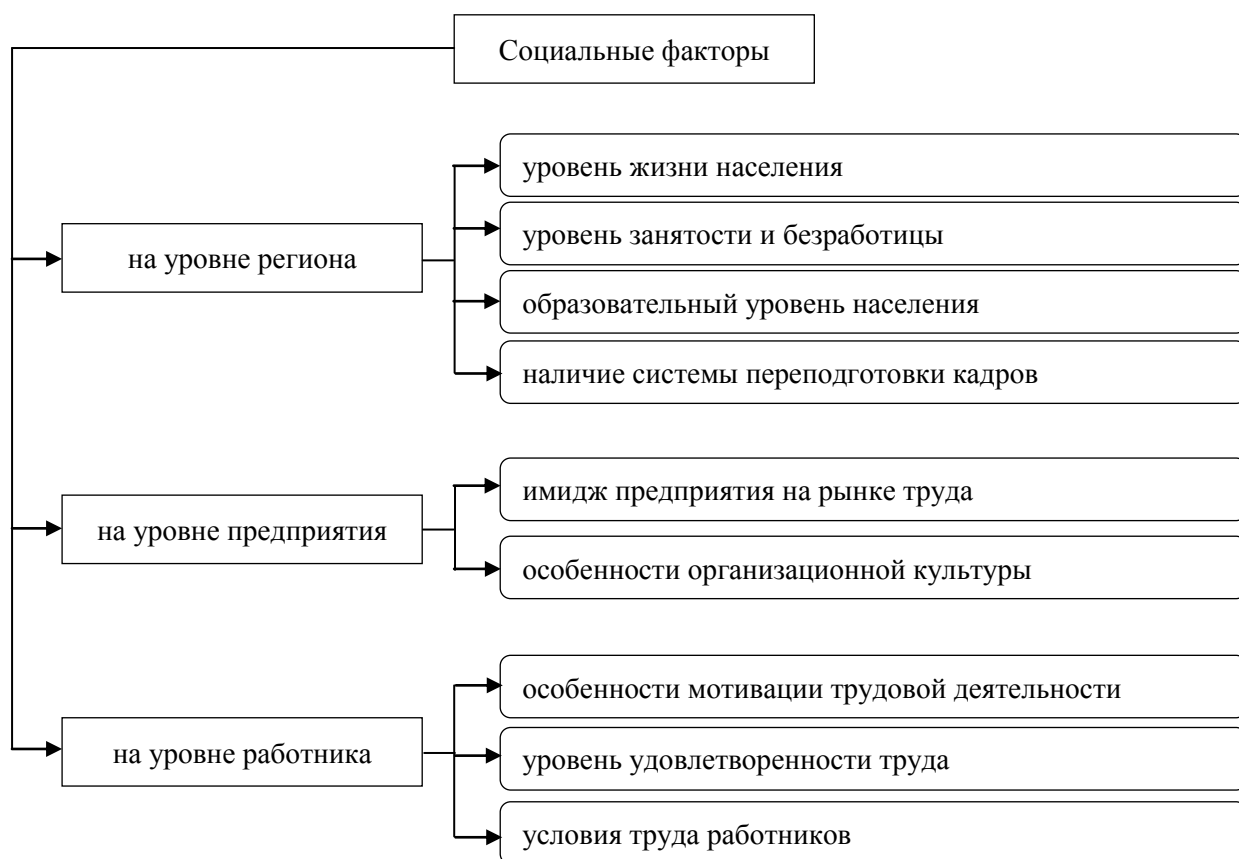 Социальные факторы
уровень жизни населения
уровень занятости и безработицы
на уровне региона
образовательный уровень населения
наличие системы переподготовки кадров
имидж предприятия на рынке труда
на уровне предприятия
особенности организационной культуры
особенности мотивации трудовой деятельности
на уровне работника
уровень удовлетворенности труда
условия труда работников